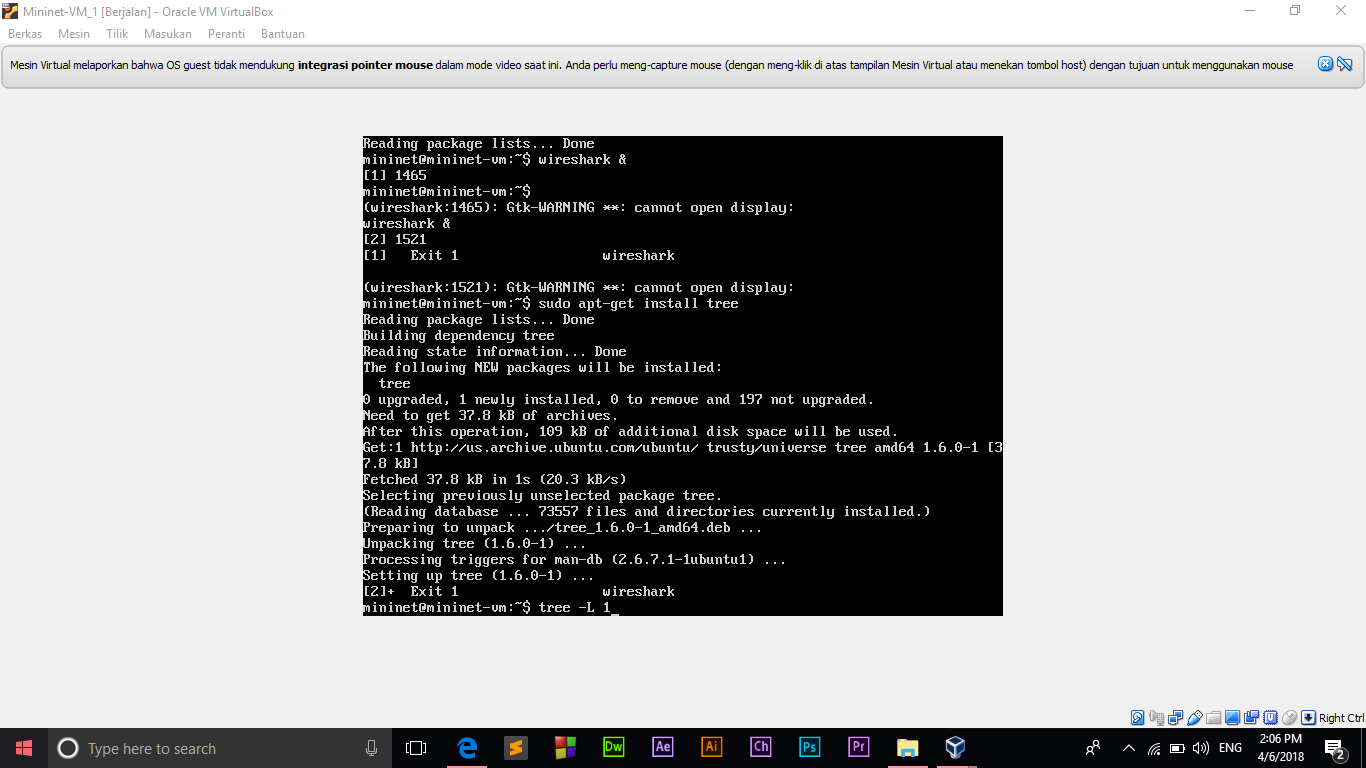 Mininet-VM_1 [Berjalan] - Oracle VM VirtualBox
Berkas Mesin Tilik Masukan Peranti Bantuan
Mesin Virtual melaporkan bahwa OS guest tidak mendukung integrasi pointer mouse dalam mode video saat ini. Anda perlu meng-capture mouse (dengan meng-klik di atas tampilan Mesin Virtual atau menekan tombol host) dengan tujuan untuk menggunakan mouse
Reading package lists... Done
mininet@mininet-vm:~$ wireshark &
[1] 1465
mininet@mininet-vm:~$
(wireshark:1465): Gtk-WARNING **: cannot open display:
wireshark &
[2] 1521
[1]   Exit 1                  wireshark
(wireshark:1521): Gtk-WARNING **: cannot open display:
mininet@mininet-vm:~$ sudo apt-get install tree
Reading package lists... Done
Building dependency tree
Reading state information... Done
The following NEW packages will be installed:
  tree
0 upgraded, 1 newly installed, 0 to remove and 197 not upgraded.
Need to get 37.8 kB of archives.
After this operation, 109 kB of additional disk space will be used.
Get:1 http://us.archive.ubuntu.com/ubuntu/ trusty/universe tree amd64 1.6.0-1 [3
7.8 kB]
Fetched 37.8 kB in 1s (20.3 kB/s)
Selecting previously unselected package tree.
(Reading database ... 73557 files and directories currently installed.)
Preparing to unpack .../tree_1.6.0-1_amd64.deb ...
Unpacking tree (1.6.0-1) ...
Processing triggers for man-db (2.6.7.1-1ubuntu1) ...
Setting up tree (1.6.0-1) ...
[2]+  Exit 1                  wireshark
mininet@mininet-vm:~$ tree -L 1_
Right Ctrl
Type here to search
Dw Ae Ai Ch Ps Pr
ENG
2:06 PM
4/6/2018
2